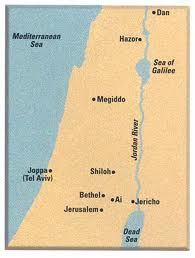 Dan
Hazor
Mediterranean
Sea
Sea of
Galilee
Megiddo
Jordan River
Joppa
(Tel Aviv)
Shiloh
Bethel
Ai
Jericho
Jerusalem
Dead
Sea